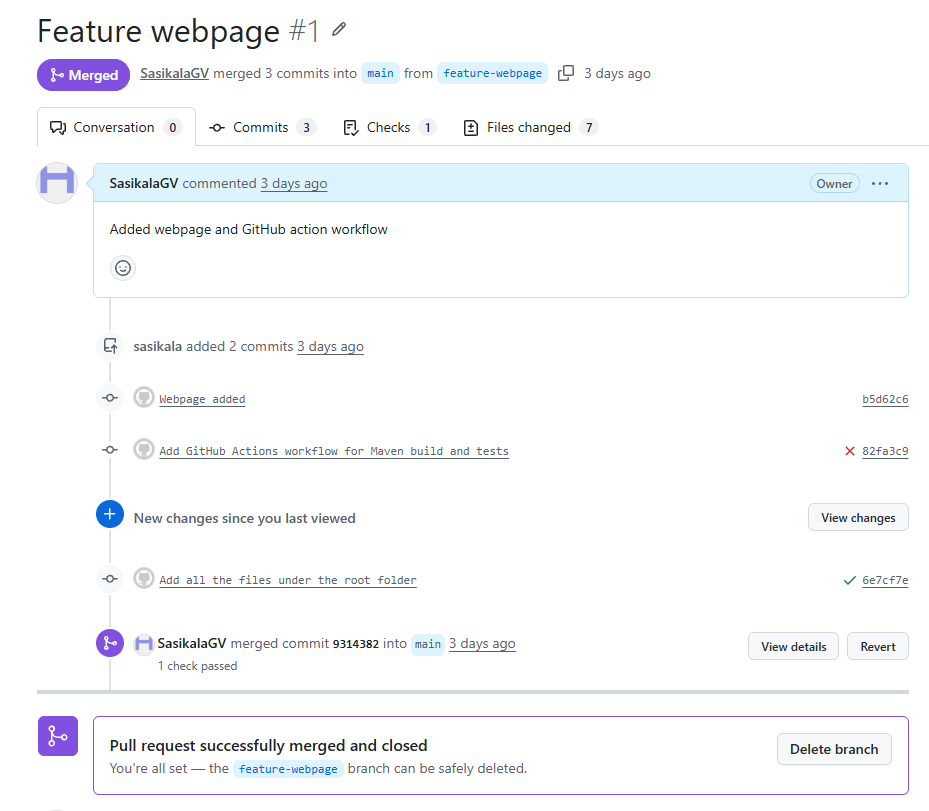 Feature webpage #1
Merged SasikalaGV merged 3 commits into main from feature-webpage 3 days ago
Conversation 0 Commits 3 Checks 1 Files changed 7
SasikalaGV commented 3 days ago Owner
Added webpage and GitHub action workflow
sasikala added 2 commits 3 days ago
Webpage added b5d62c6
Add GitHub Actions workflow for Maven build and tests 82fa3c9
New changes since you last viewed View changes
Add all the files under the root folder 6e7cf7e
SasikalaGV merged commit 9314382 into main 3 days ago View details Revert
1 check passed
Pull request successfully merged and closed
You're all set — the feature-webpage branch can be safely deleted.
Delete branch